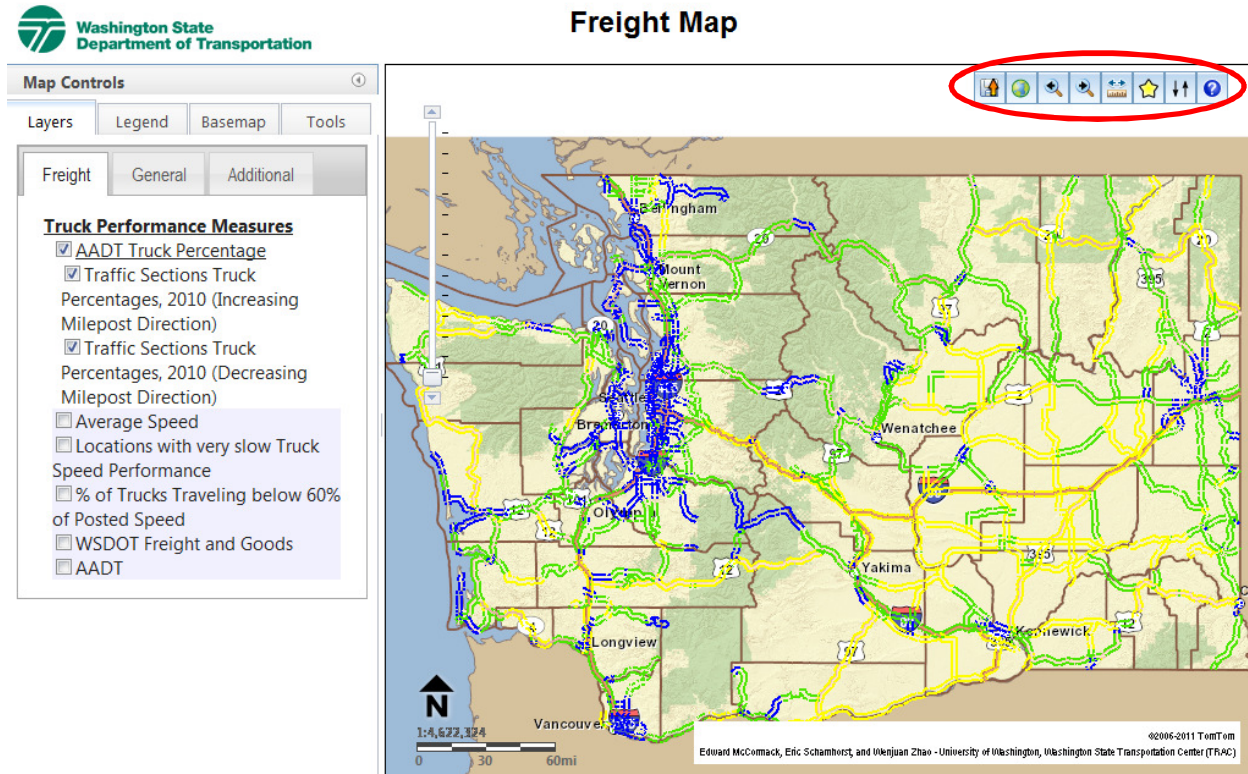 Washington State
Department of Transportation
Freight Map
Map Controls
Layers
Legend
Basemap
Tools
Freight
General
Additional
Truck Performance Measures
AADT Truck Percentage
Traffic Sections Truck
Percentages, 2010 (Increasing
Milepost Direction)
Traffic Sections Truck
Percentages, 2010 (Decreasing
Milepost Direction)
Average Speed
Locations with very slow Truck
Speed Performance
% of Trucks Traveling below 60%
of Posted Speed
WSDOT Freight and Goods
AADT
Bellingham
20
Mount
Vernon
20
395
97
20
2
Seattle
Bremerton
Wenatchee
97
12
Olympia
12
395
Yakima
12
Kennewick
12
Longview
97
Vancouver
N
1:4,622,324
0 30 60mi
©2006-2011 TomTom
Edward McCormack, Eric Scharnhorst, and Wenjuan Zhao - University of Washington, Washington State Transportation Center (TRAC)